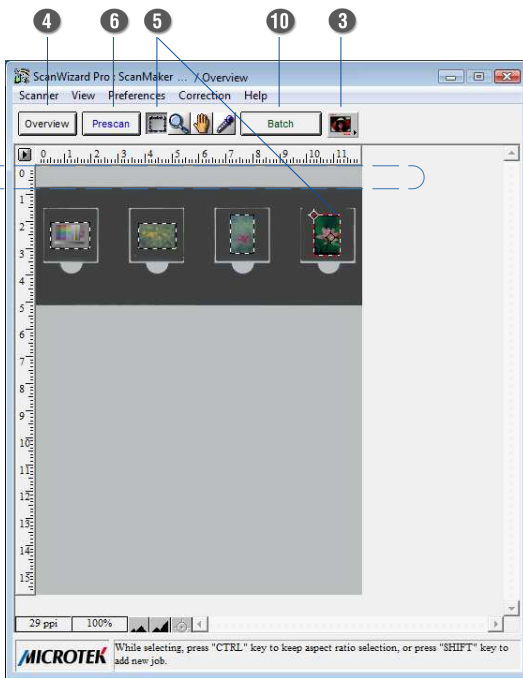 4 6 5 10 3
ScanWizard Pro : ScanMaker ... / Overview
Scanner View Preferences Correction Help
Overview Prescan Batch
0 1 2 3 4 5 6 7 8 9 10 11
0
1
2
3
4
5
6
7
8
9
10
11
12
13
14
15
29 ppi 100%
MICROTEK
While selecting, press "CTRL" key to keep aspect ratio selection, or press "SHIFT" key to
add new job.